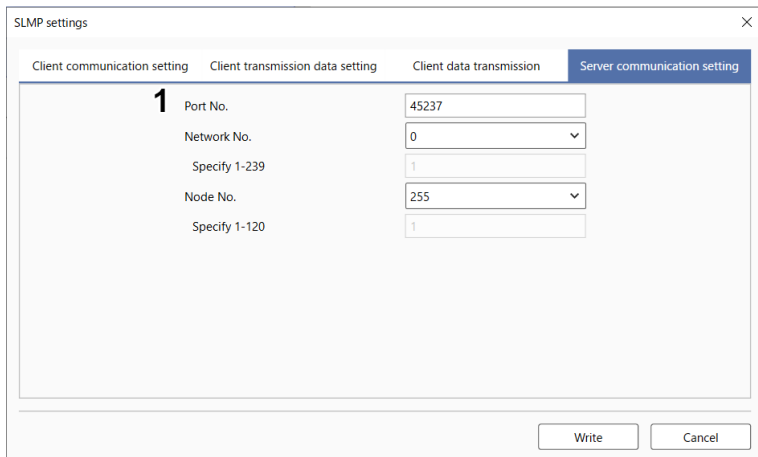 SLMP settings
Client communication setting Client transmission data setting Client data transmission Server communication setting
1 Port No. 45237
Network No. 0
Specify 1-239 1
Node No. 255
Specify 1-120 1
Write Cancel